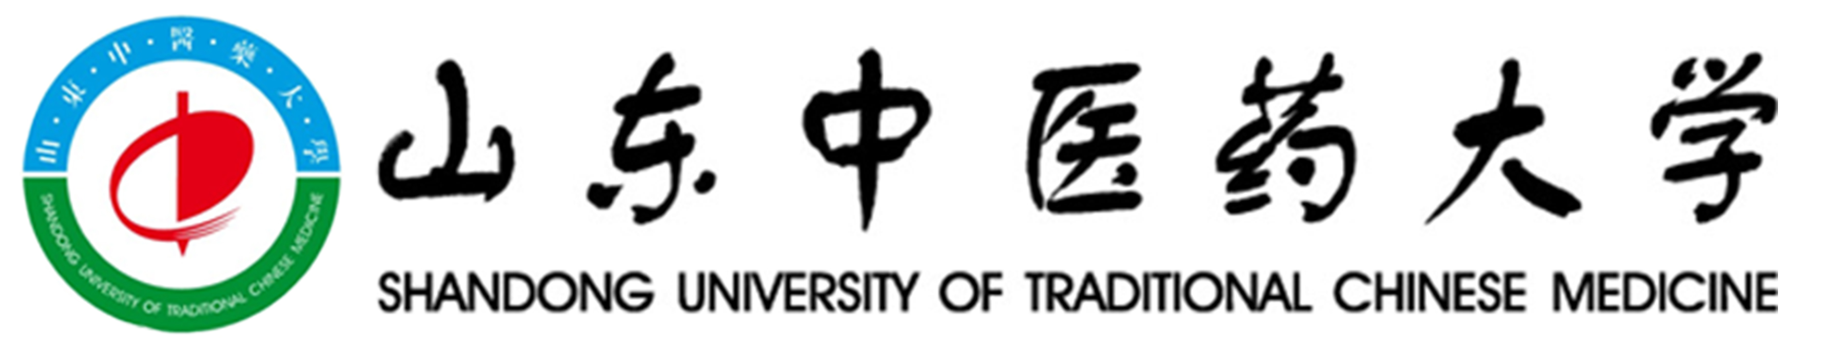 山·東·中·醫·藥·大·學
SHANDONG UNIVERSITY OF TRADITIONAL CHINESE MEDICINE
山东中医药大学
SHANDONG UNIVERSITY OF TRADITIONAL CHINESE MEDICINE